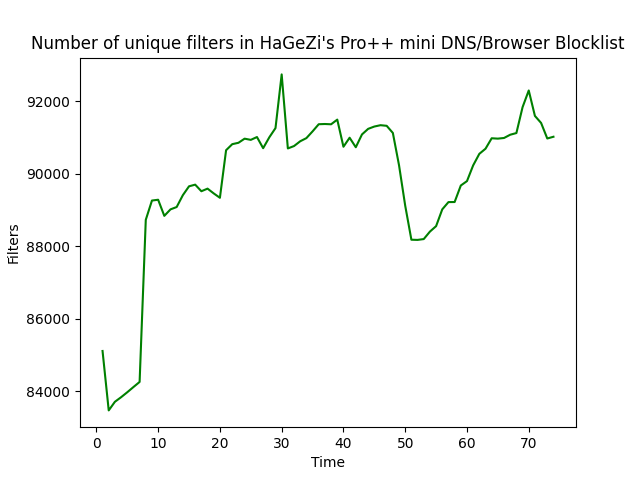 Number of unique filters in HaGeZi's Pro++ mini DNS/Browser Blocklist
Filters
92000
90000
88000
86000
84000
0 10 20 30 40 50 60 70
Time